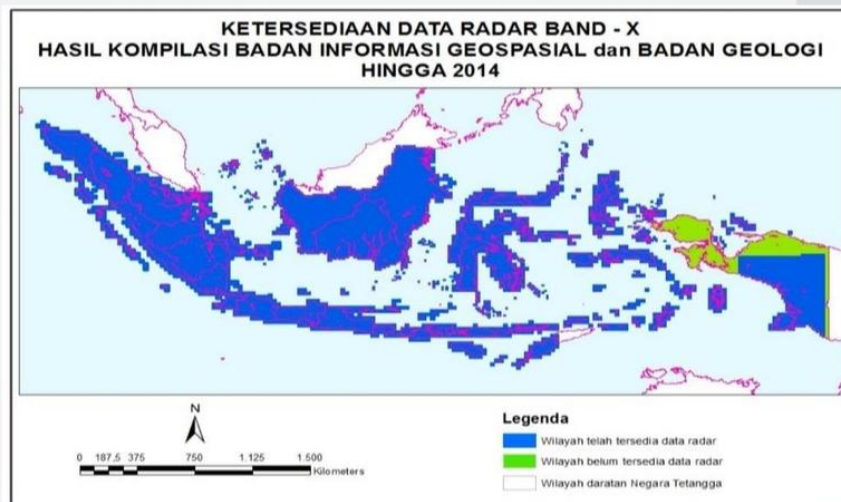 KETERSEDIAAN DATA RADAR BAND - X
HASIL KOMPILASI BADAN INFORMASI GEOSPASIAL dan BADAN GEOLOGI
HINGGA 2014
N
0 187,5 375 750 1.125 1.500
Kilometers
Legenda
Wilayah telah tersedia data radar
Wilayah belum tersedia data radar
Wilayah daratan Negara Tetangga